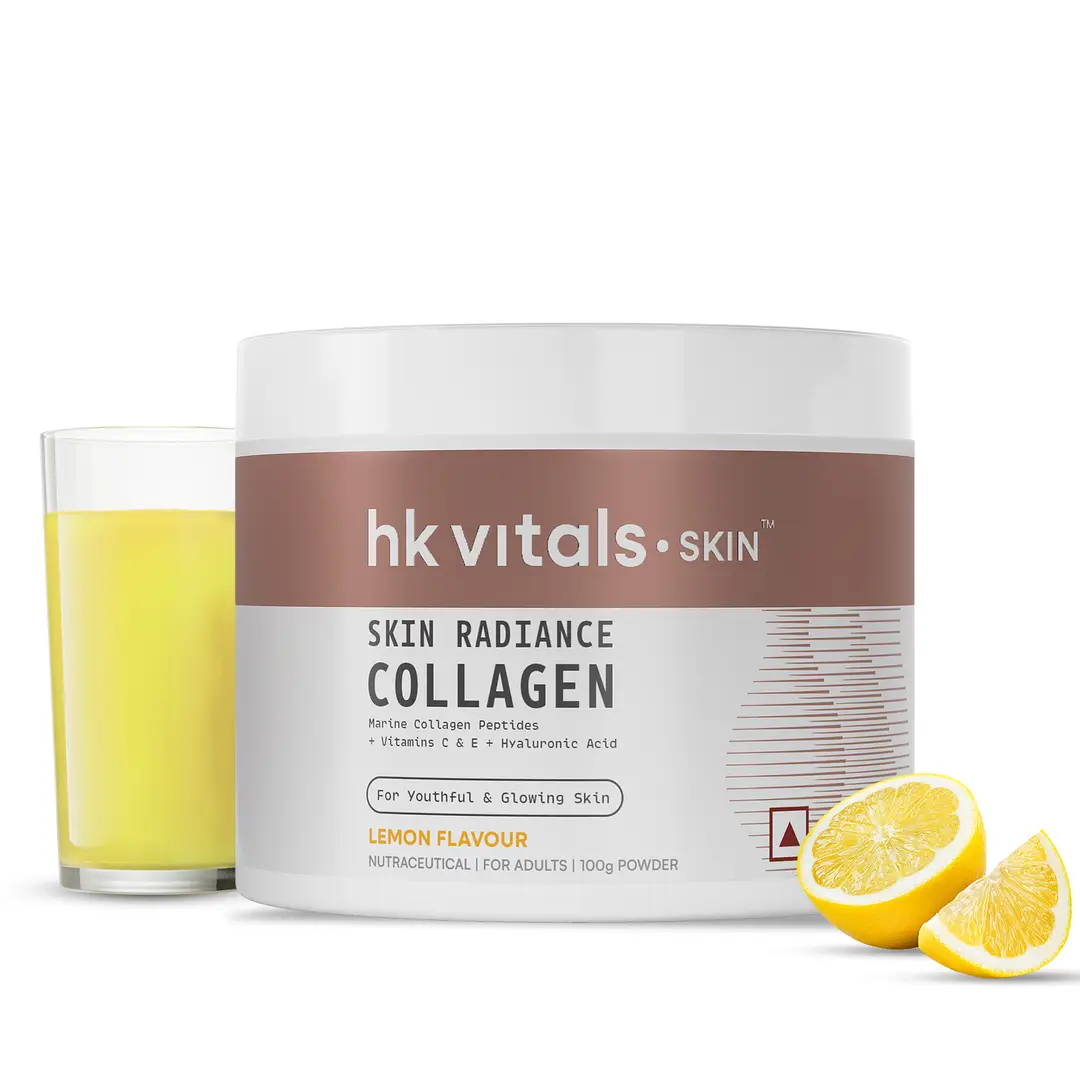 hk vitals • SKIN™
SKIN RADIANCE
COLLAGEN
Marine Collagen Peptides
+ Vitamins C & E + Hyaluronic Acid
For Youthful & Glowing Skin
LEMON FLAVOUR
NUTRACEUTICAL | FOR ADULTS | 100g POWDER